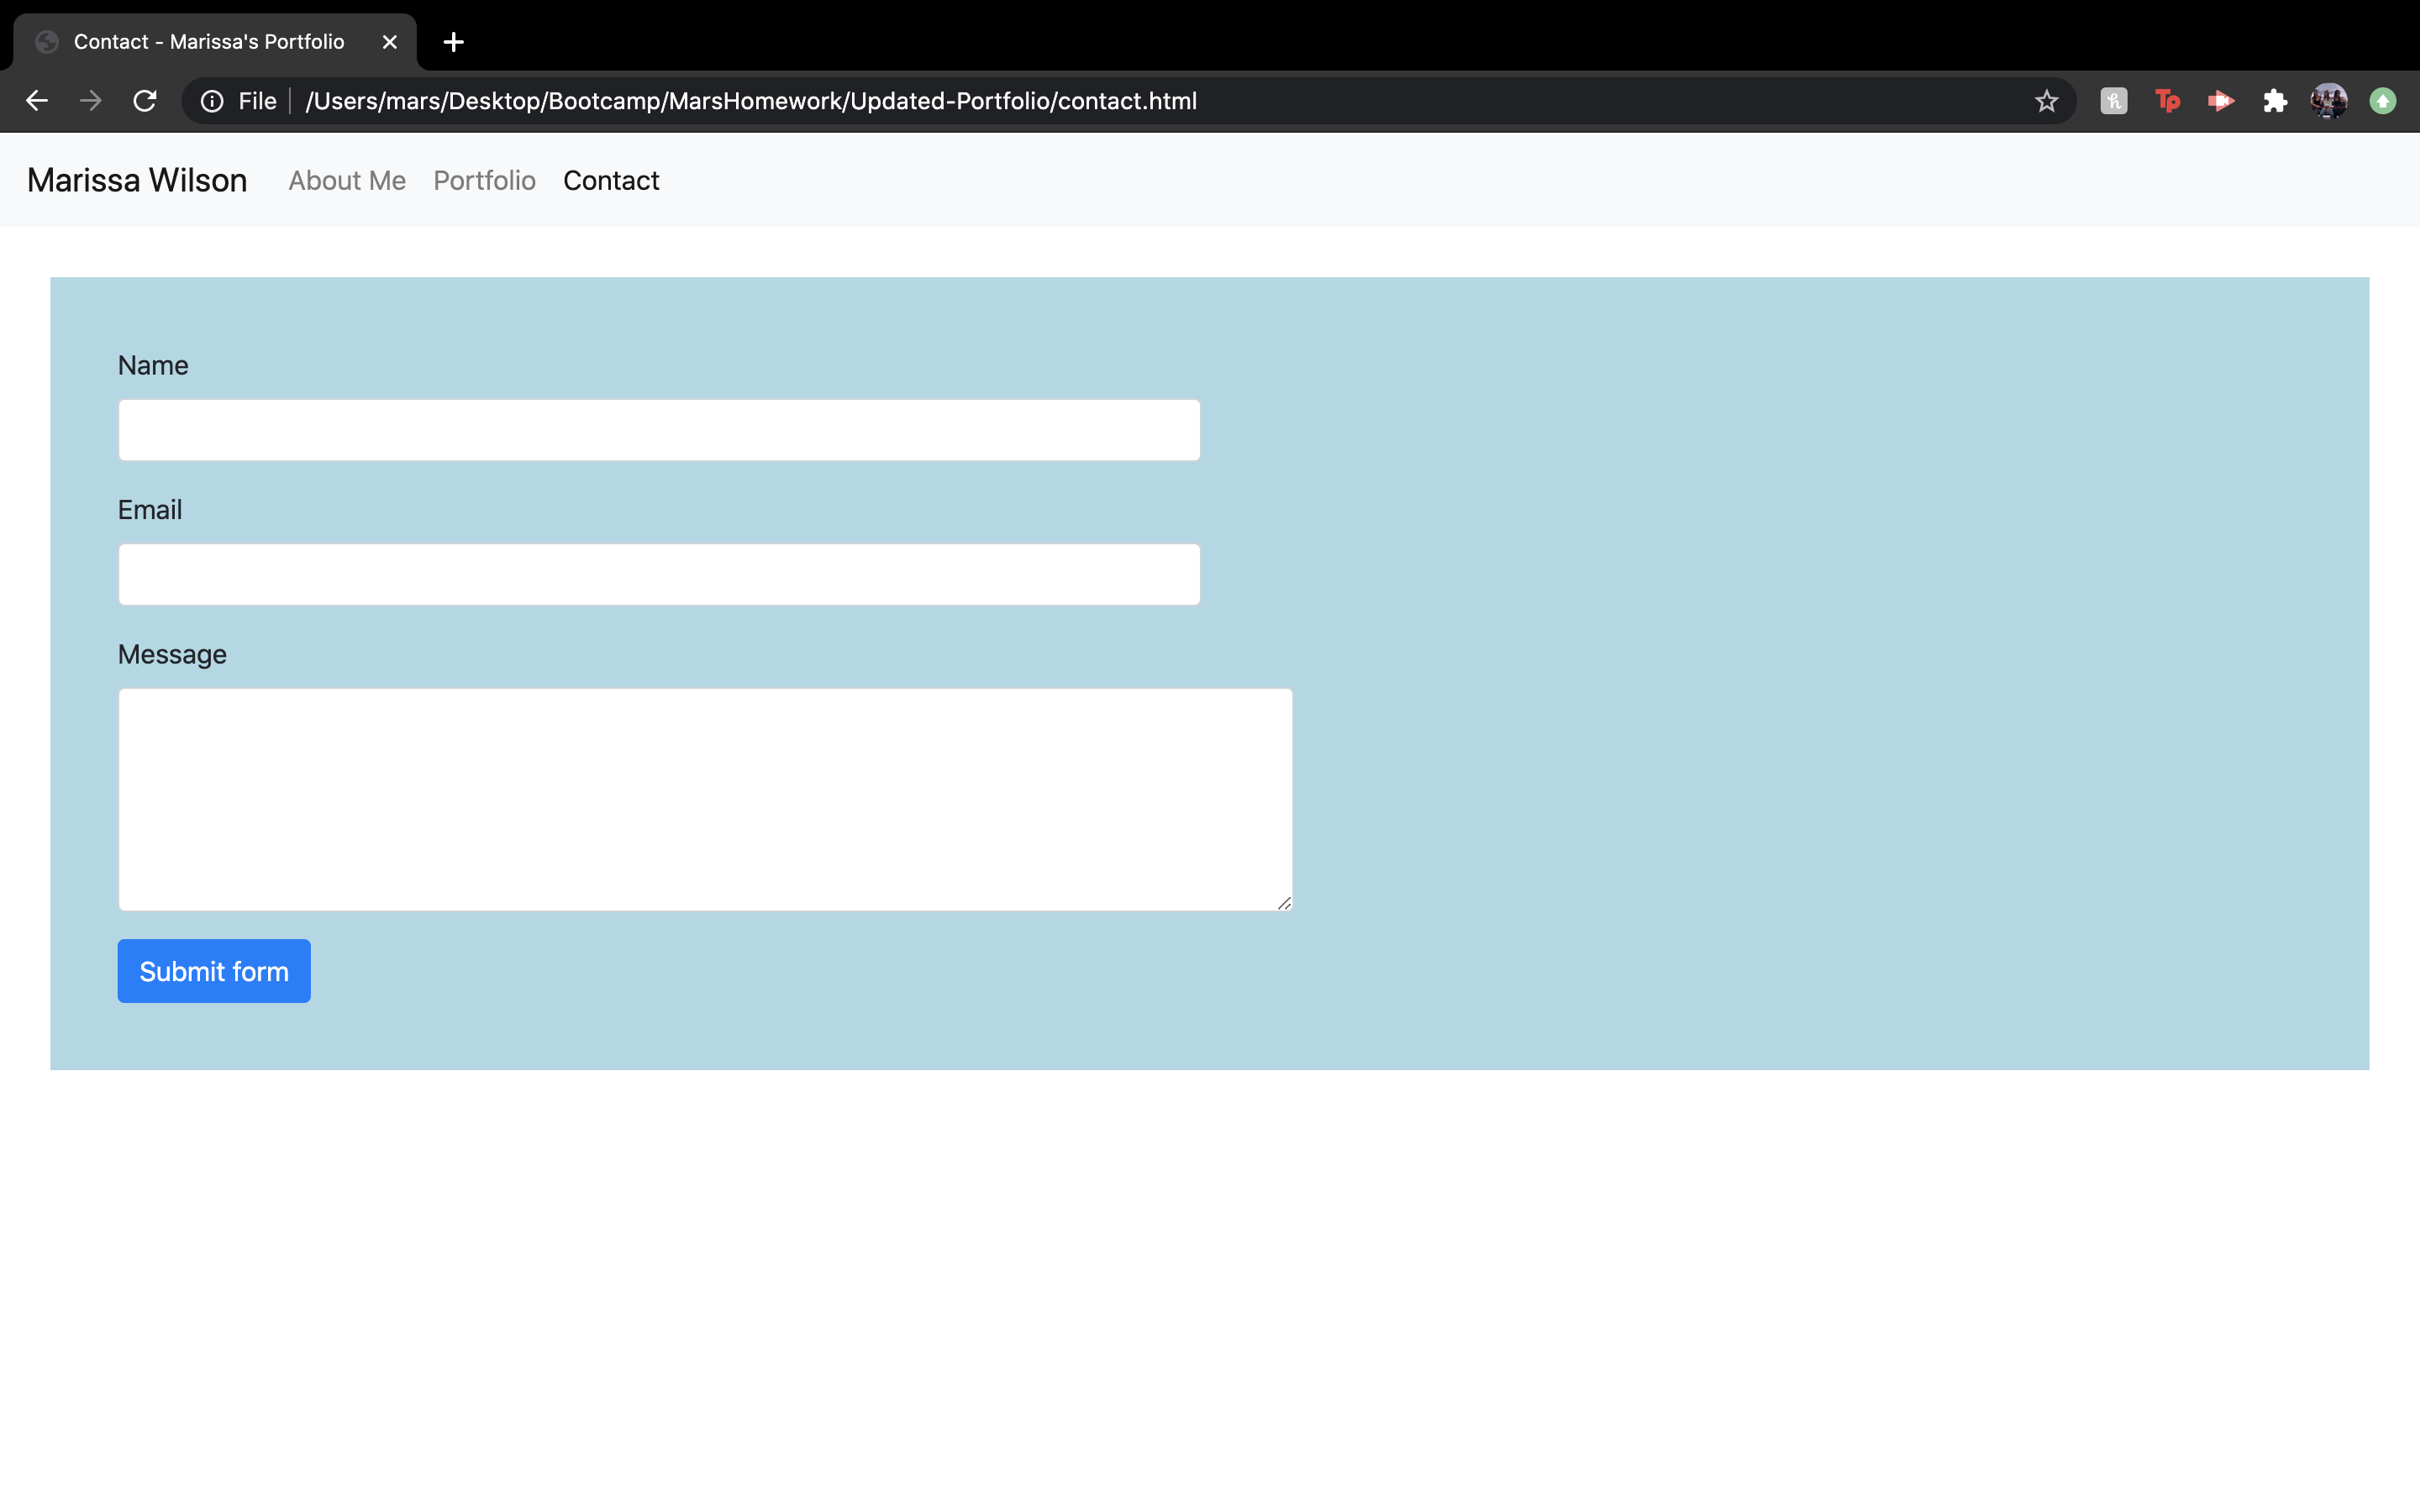 Contact - Marissa's Portfolio
File /Users/mars/Desktop/Bootcamp/MarsHomework/Updated-Portfolio/contact.html
Tp
Marissa Wilson About Me Portfolio Contact
Name
Email
Message
Submit form